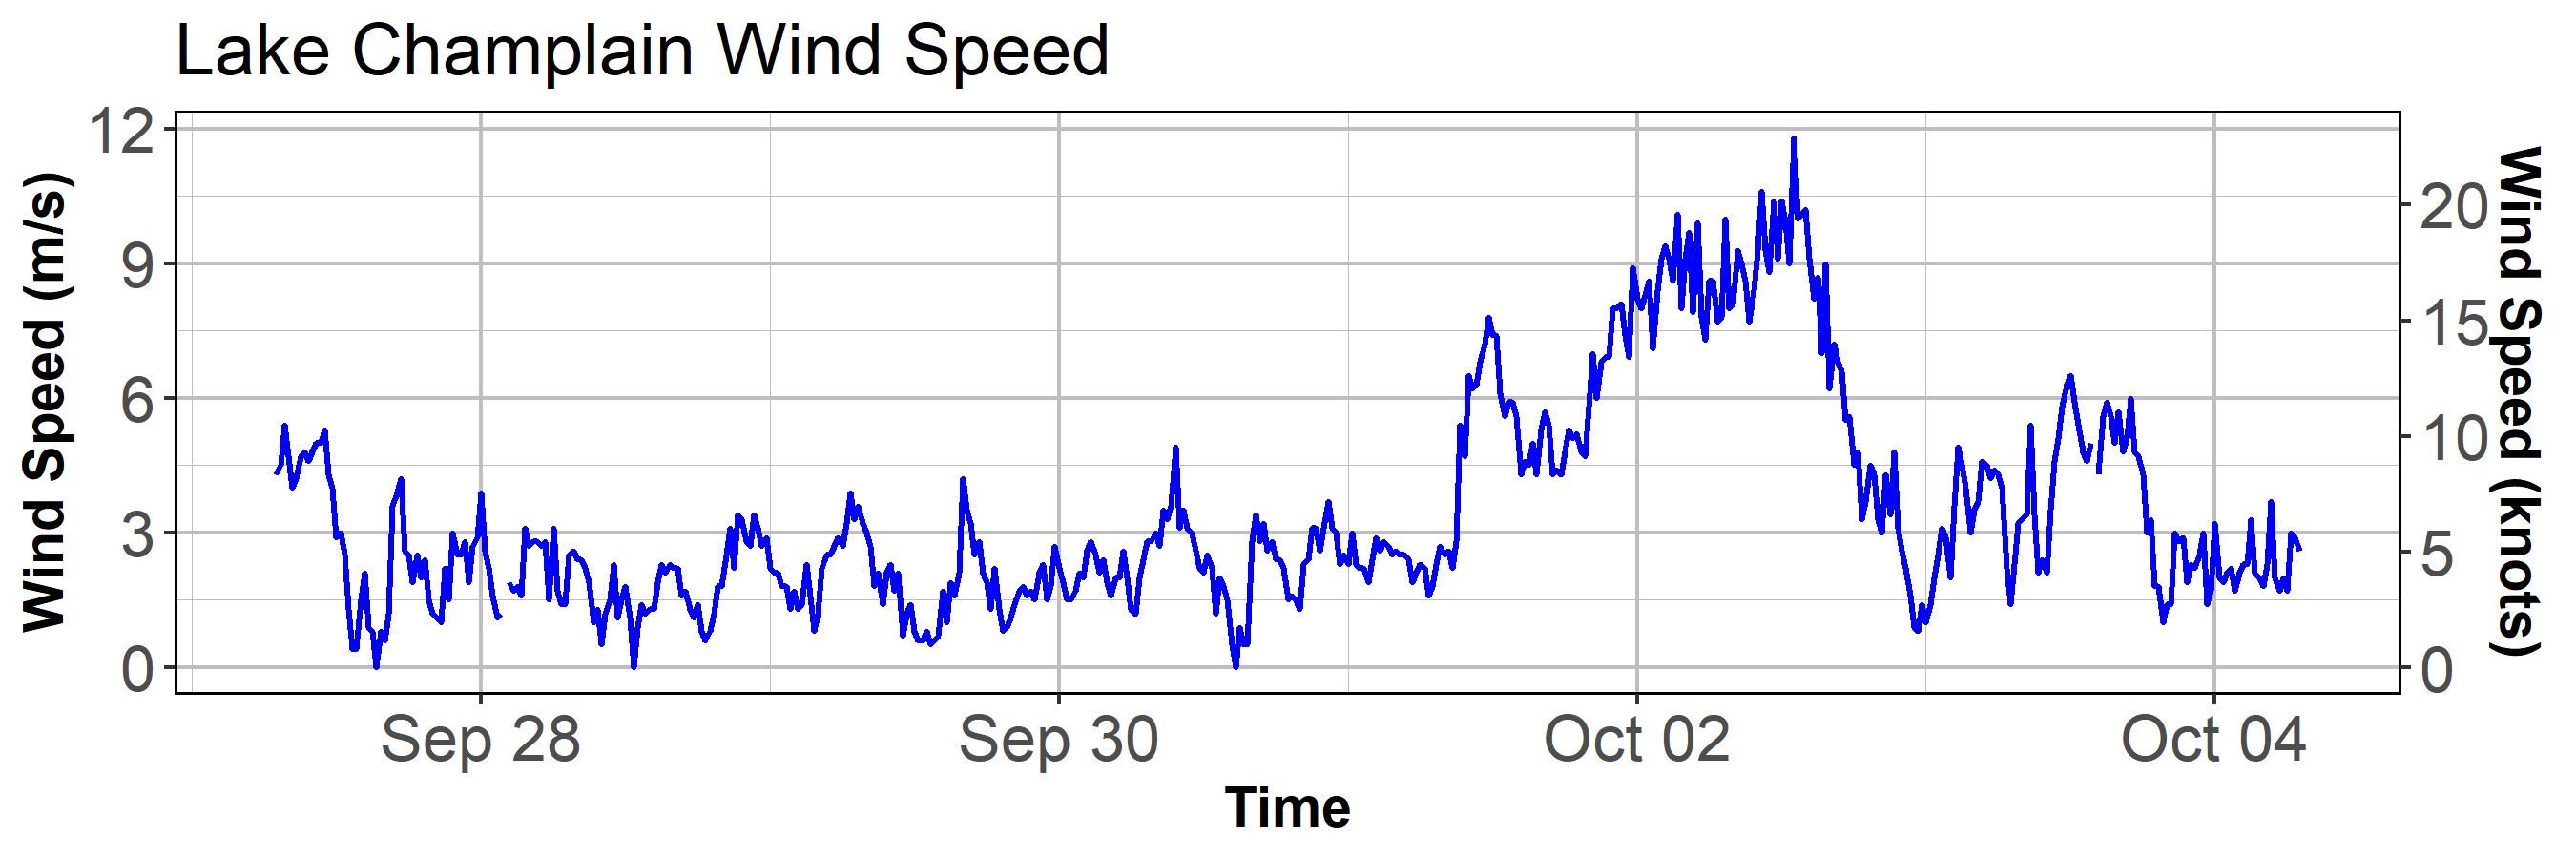 Lake Champlain Wind Speed
Wind Speed (m/s)
12
9
6
3
0
20
15
10
5
0
Wind Speed (knots)
Sep 28
Sep 30
Oct 02
Oct 04
Time